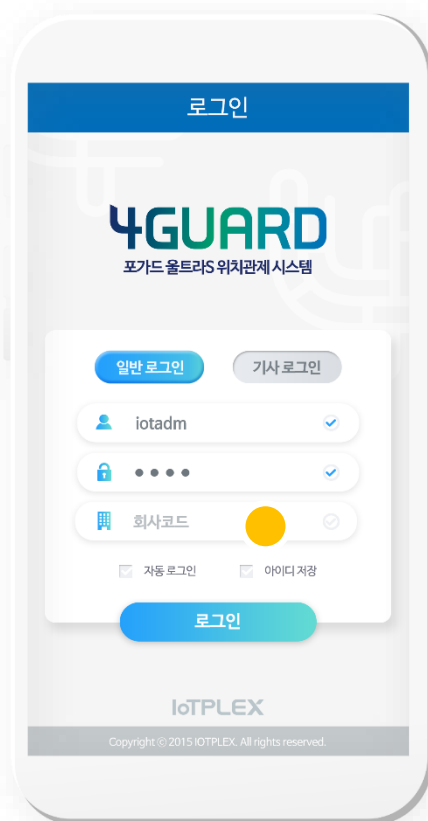 로그인
4GUARD
포가드 울트라S 위치관제 시스템
일반 로그인 기사 로그인
iotadm
••••
회사코드
자동 로그인 아이디 저장
로그인
IoTPLEX
Copyright © 2015 IOTPLEX. All rights reserved.